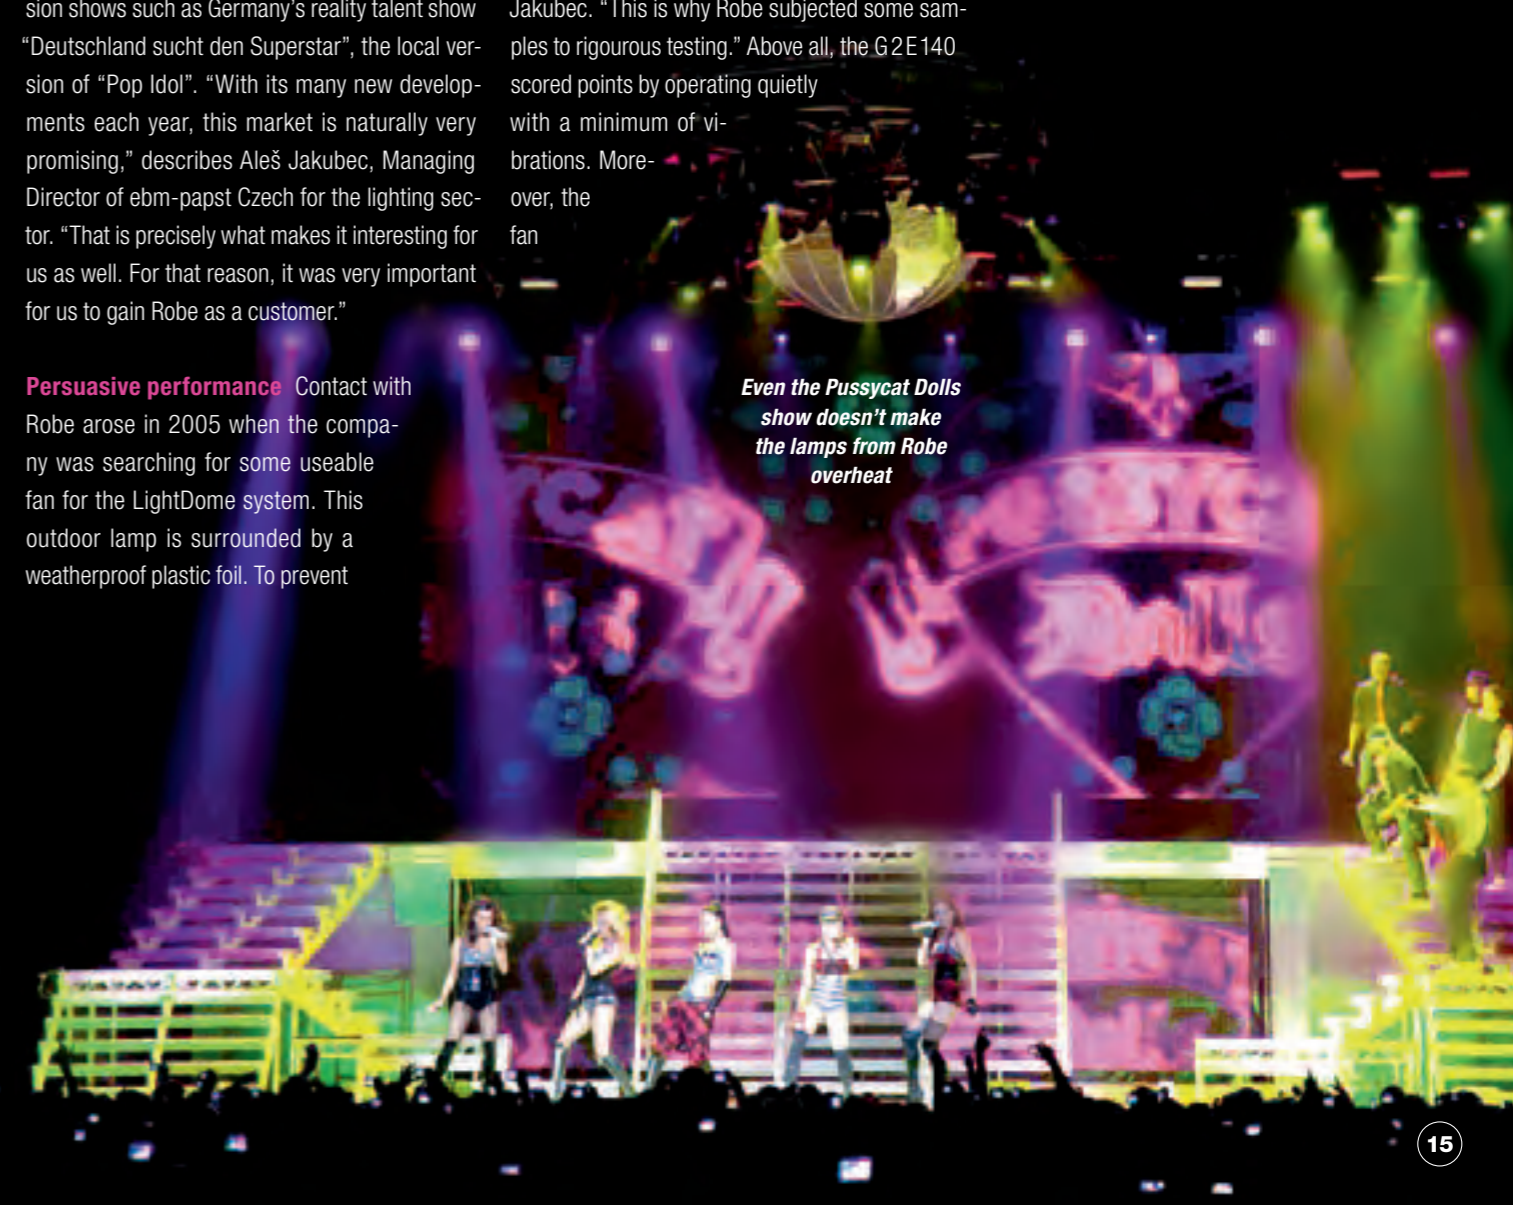 sion shows such as Germany's reality talent show
“Deutschland sucht den Superstar”, the local ver-
sion of “Pop Idol”. “With its many new develop-
ments each year, this market is naturally very
promising,” describes Aleš Jakubec, Managing
Director of ebm-papst Czech for the lighting sec-
tor. “That is precisely what makes it interesting for
us as well. For that reason, it was very important
for us to gain Robe as a customer.”
Persuasive performance Contact with
Robe arose in 2005 when the compa-
ny was searching for some useable
fan for the LightDome system. This
outdoor lamp is surrounded by a
weatherproof plastic foil. To prevent
Jakubec. “This is why Robe subjected some sam-
ples to rigourous testing.” Above all, the G2E140
scored points by operating quietly
with a minimum of vi-
brations. More-
over, the
fan
Even the Pussycat Dolls
show doesn't make
the lamps from Robe
overheat
15